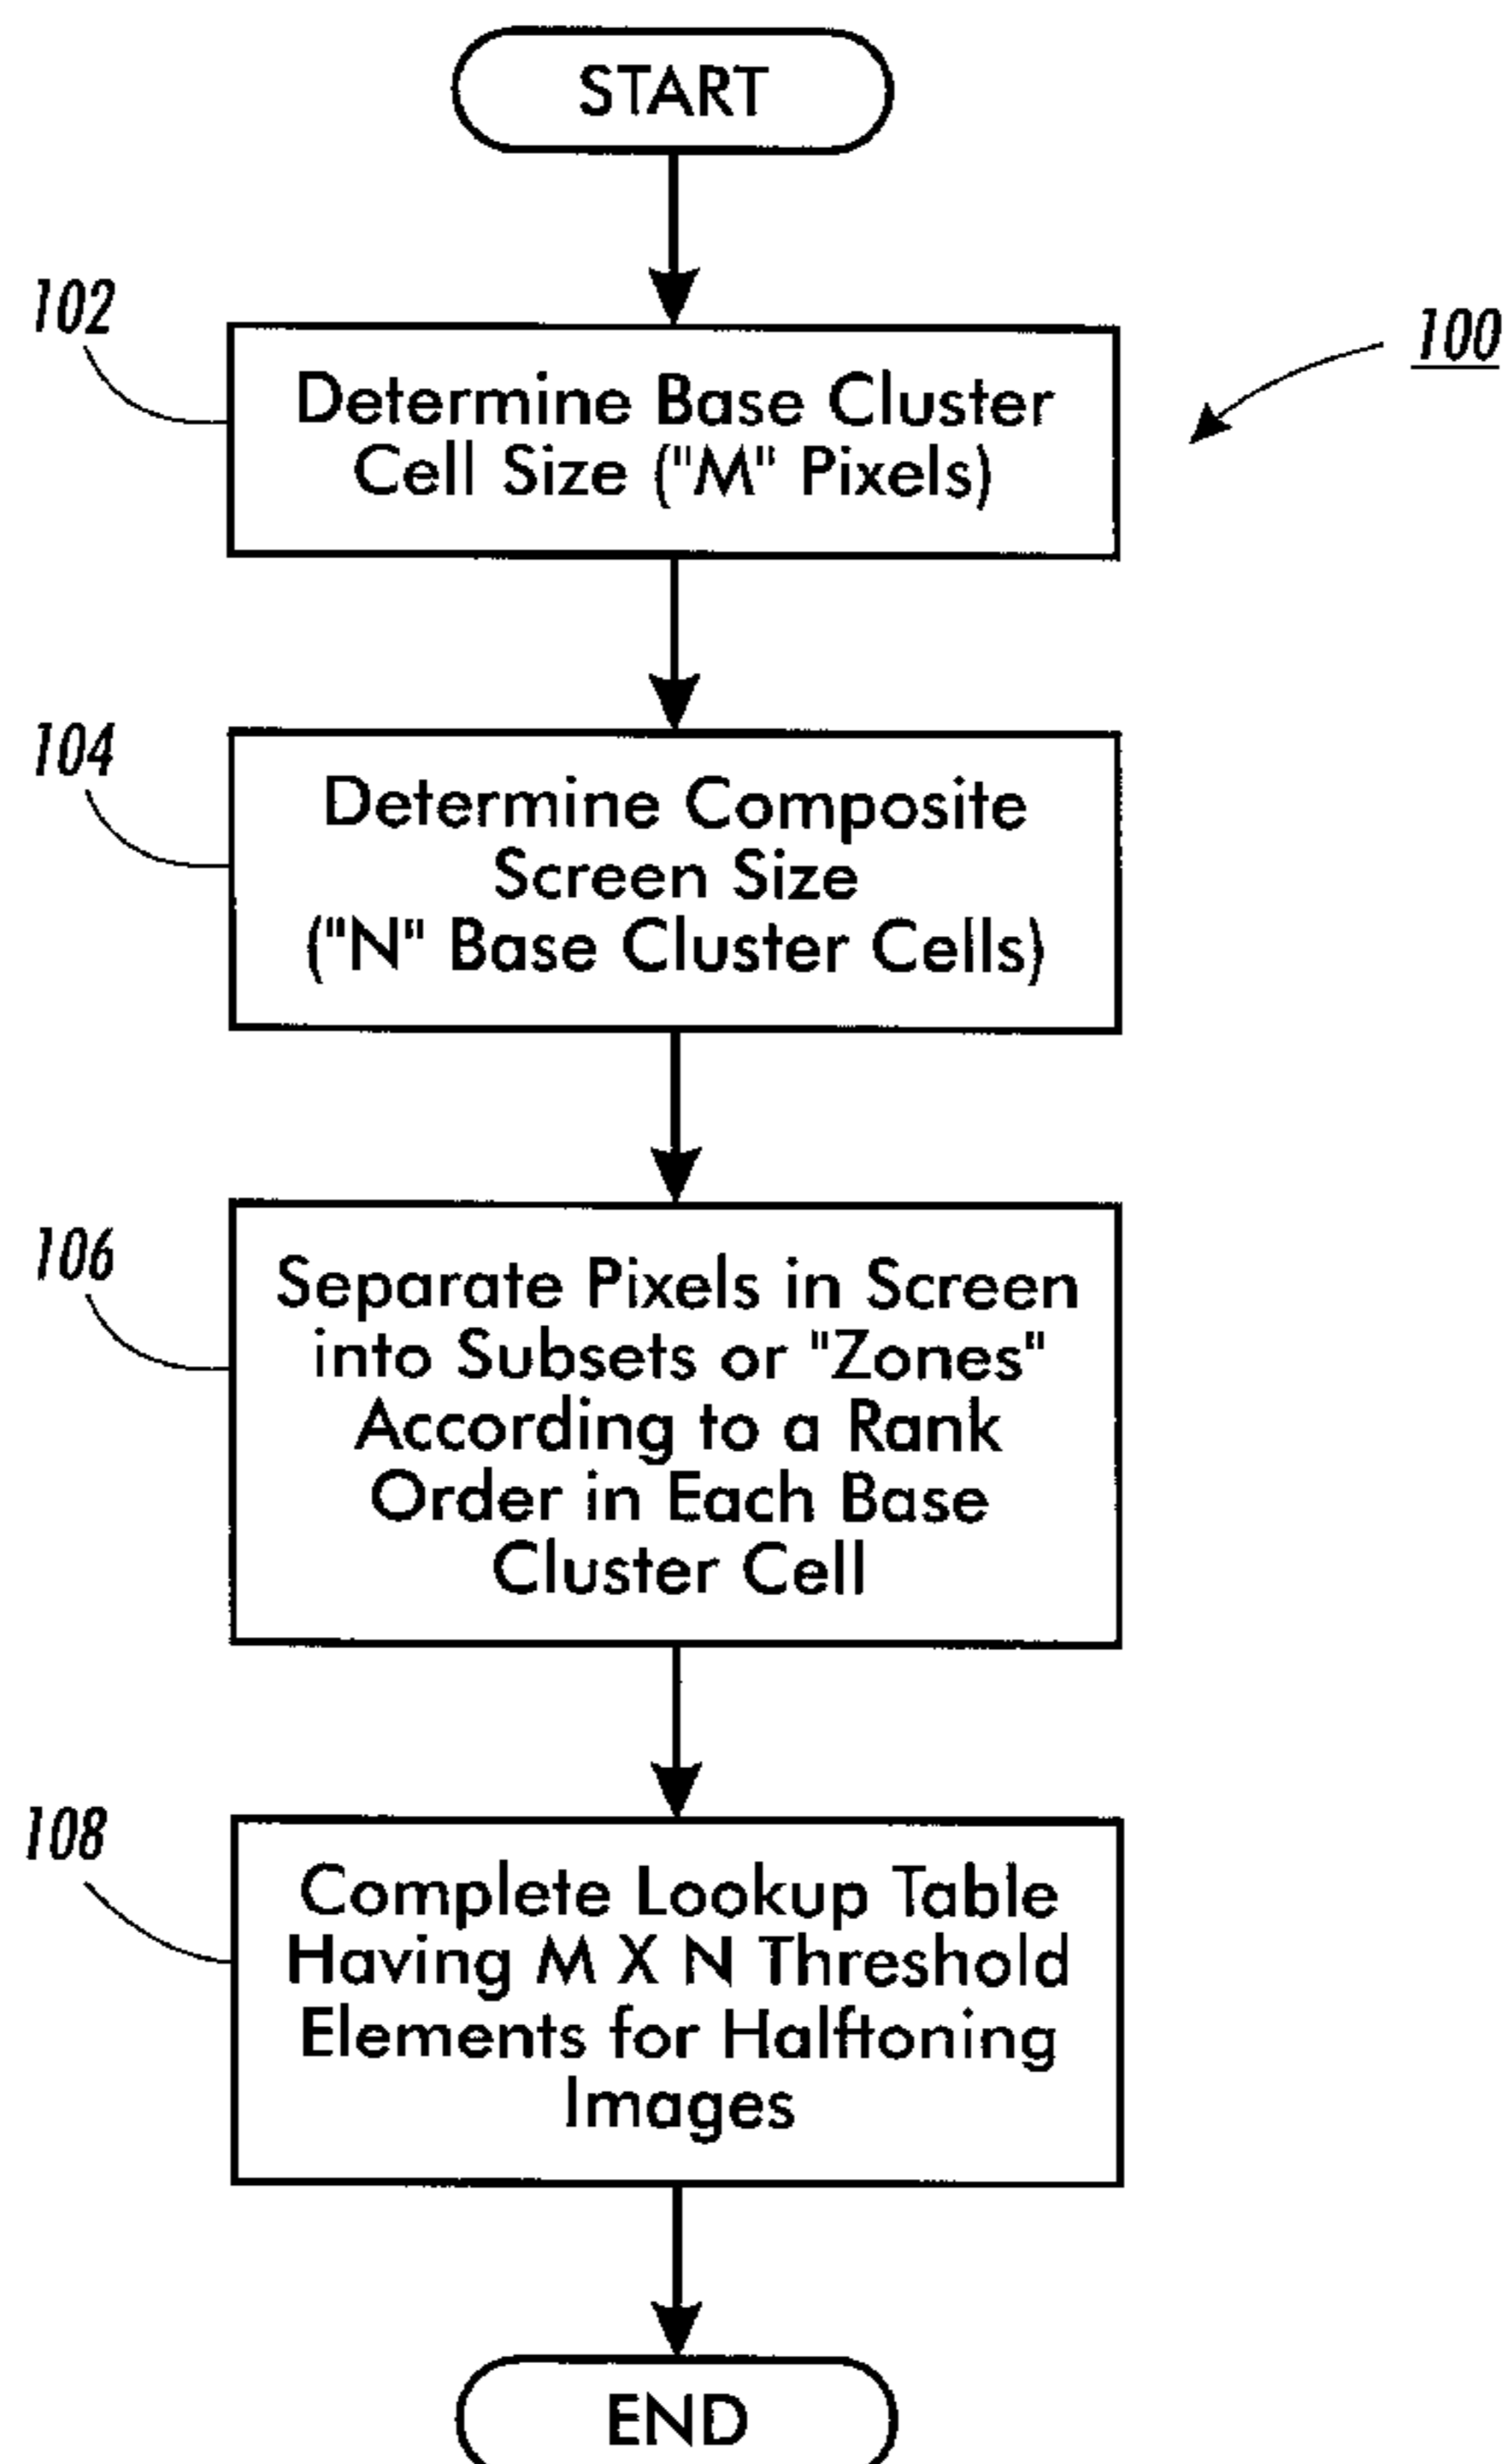 START
102
100
Determine Base Cluster
Cell Size ("M" Pixels)
104
Determine Composite
Screen Size
("N" Base Cluster Cells)
106
Separate Pixels in Screen
into Subsets or "Zones"
According to a Rank
Order in Each Base
Cluster Cell
108
Complete Lookup Table
Having M X N Threshold
Elements for Halftoning
Images
END